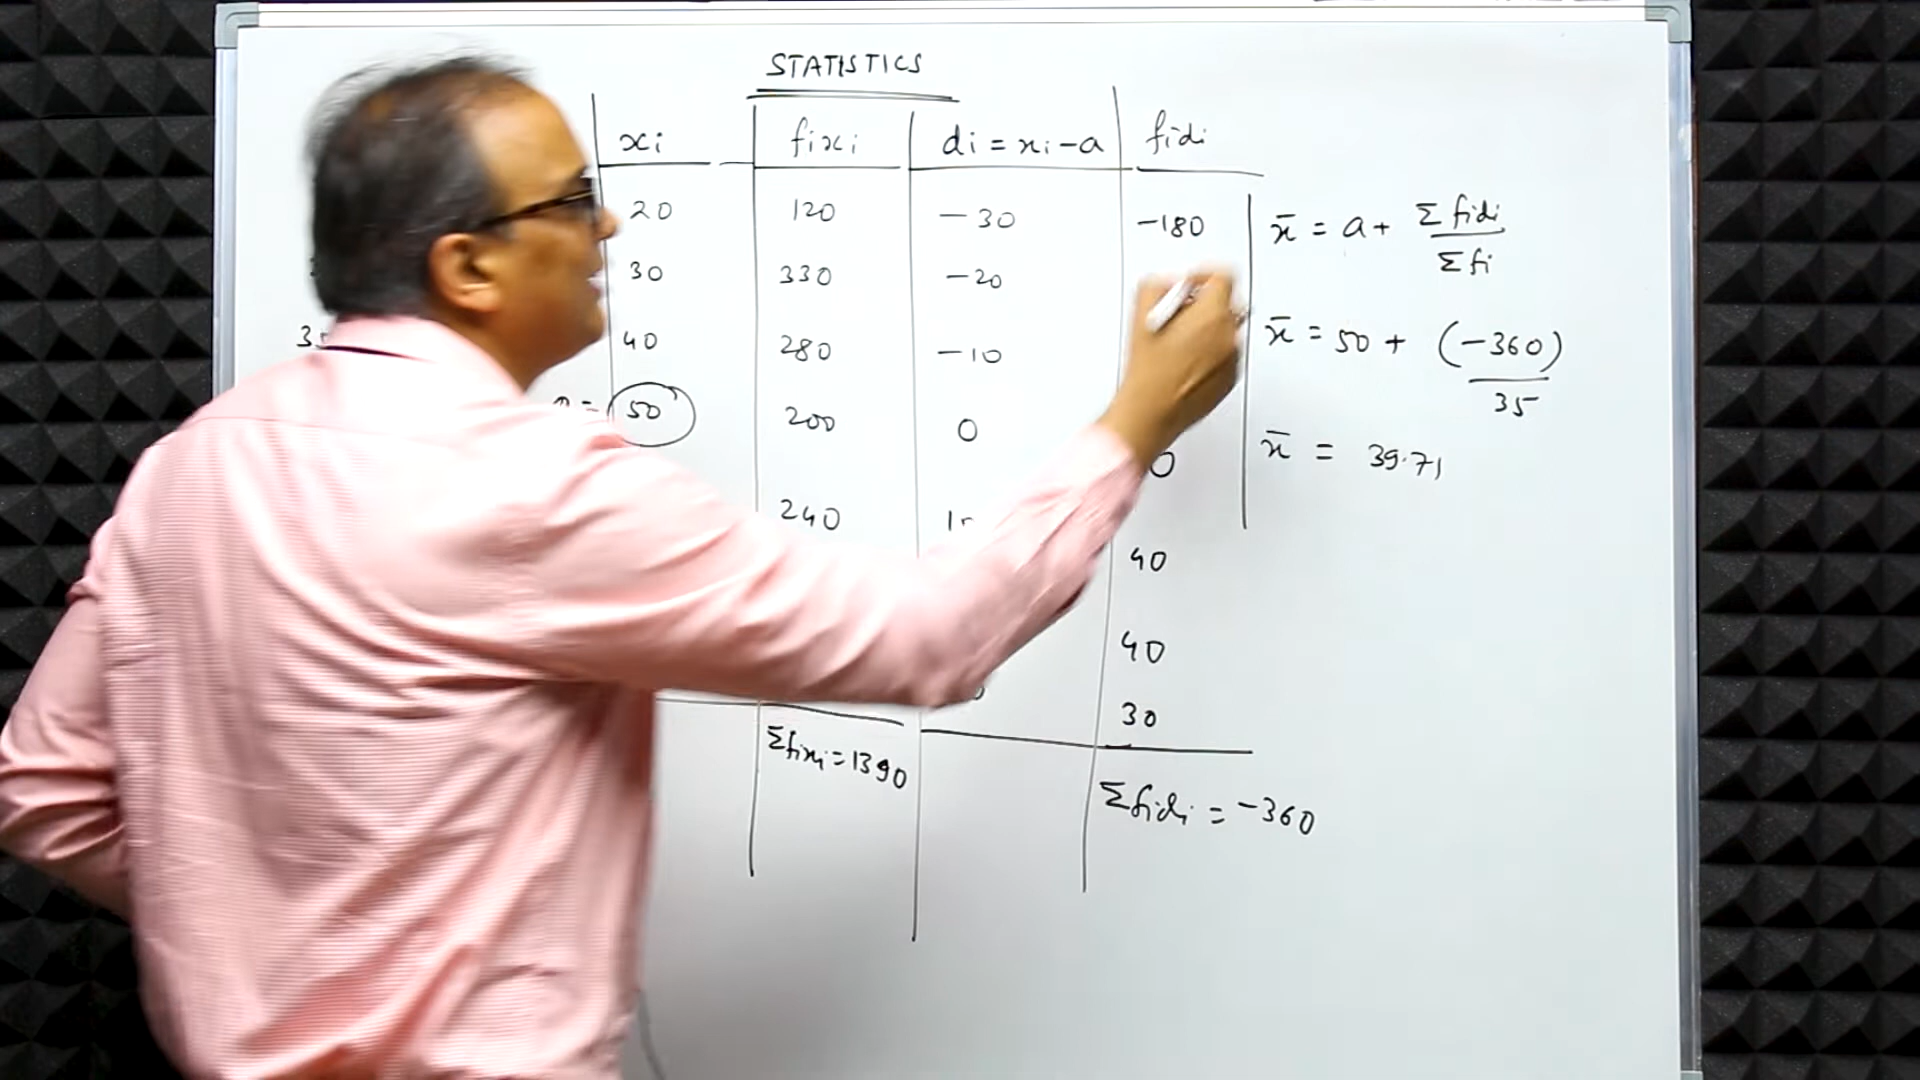 STATISTICS
xi fixi di = xi - a fidi
20 120 -30 -180
30 330 -20
40 280 -10
50 200 0 0
240 40
40
30
Σfixi = 1390
Σfidi = -360
x̄ = a + Σfidi / Σfi
x̄ = 50 + (-360) / 35
x̄ = 39.71